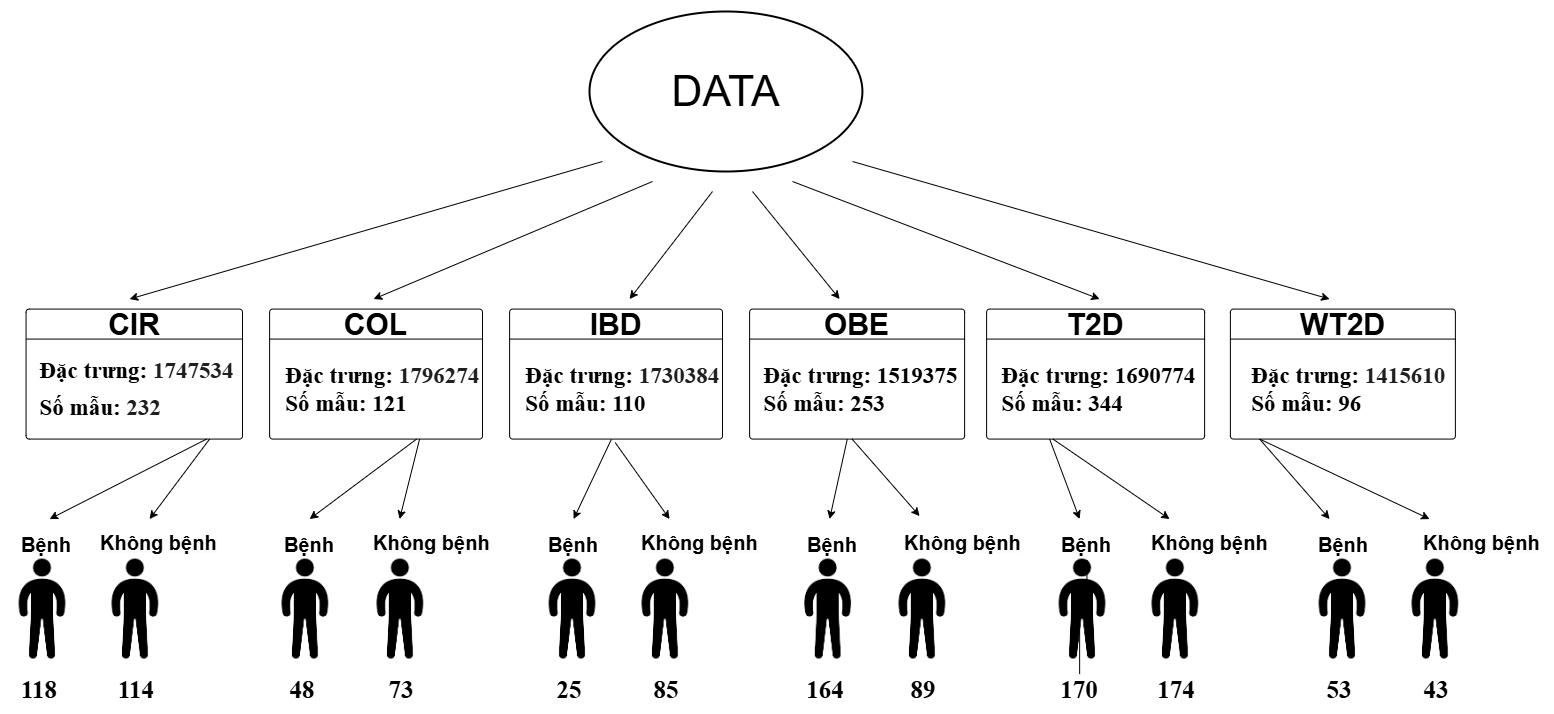 DATA
CIR
Đặc trưng: 1747534
Số mẫu: 232
COL
Đặc trưng: 1796274
Số mẫu: 121
IBD
Đặc trưng: 1730384
Số mẫu: 110
OBE
Đặc trưng: 1519375
Số mẫu: 253
T2D
Đặc trưng: 1690774
Số mẫu: 344
WT2D
Đặc trưng: 1415610
Số mẫu: 96
Bệnh
118
Không bệnh
114
Bệnh
48
Không bệnh
73
Bệnh
25
Không bệnh
85
Bệnh
164
Không bệnh
89
Bệnh
170
Không bệnh
174
Bệnh
53
Không bệnh
43